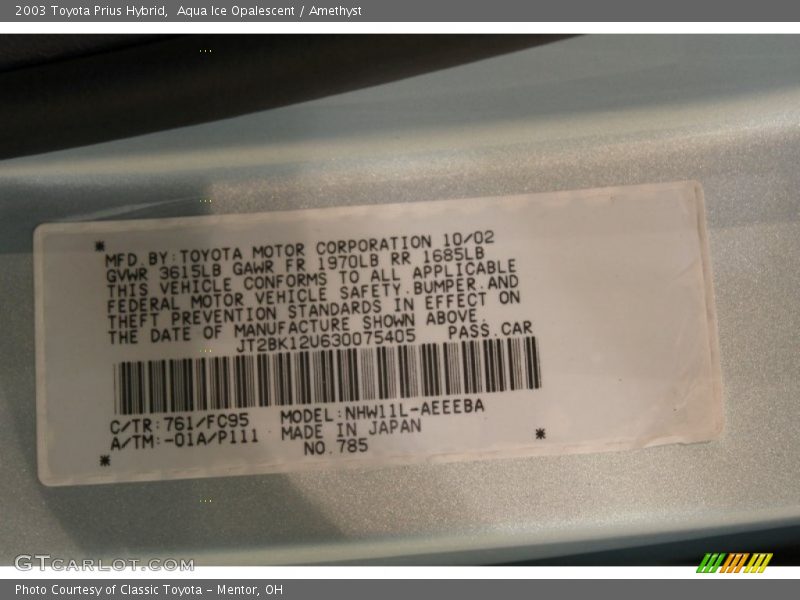 2003 Toyota Prius Hybrid,  Aqua Ice Opalescent / Amethyst
* MFD.BY:TOYOTA MOTOR CORPORATION 10/02
GVWR 3615LB GAWR FR 1970LB RR 1685LB
THIS VEHICLE CONFORMS TO ALL APPLICABLE
FEDERAL MOTOR VEHICLE SAFETY.BUMPER.AND
THEFT PREVENTION STANDARDS IN EFFECT ON
THE DATE OF MANUFACTURE SHOWN ABOVE.
JT2BK12U630075405 PASS.CAR
C/TR:761/FC95 MODEL:NHW11L-AEEEBA
A/TM:-01A/P111 MADE IN JAPAN
* NO.785 *
GTCARLOT.COM
Photo Courtesy of Classic Toyota - Mentor, OH